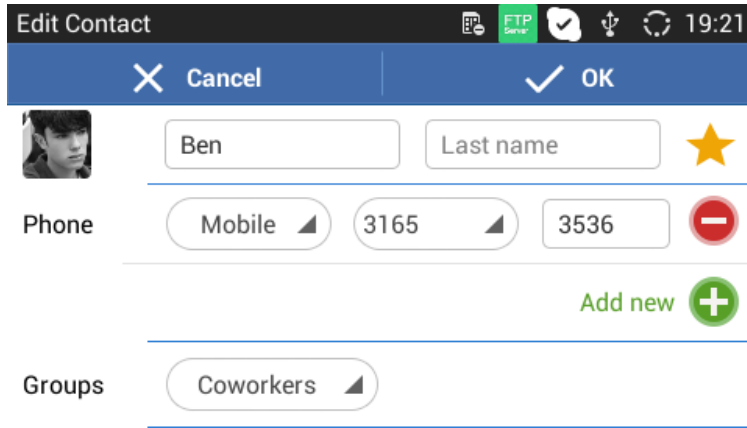 Edit Contact FTP Server 19:21
Cancel OK
Ben Last name
Phone Mobile 3165 3536
Add new
Groups Coworkers